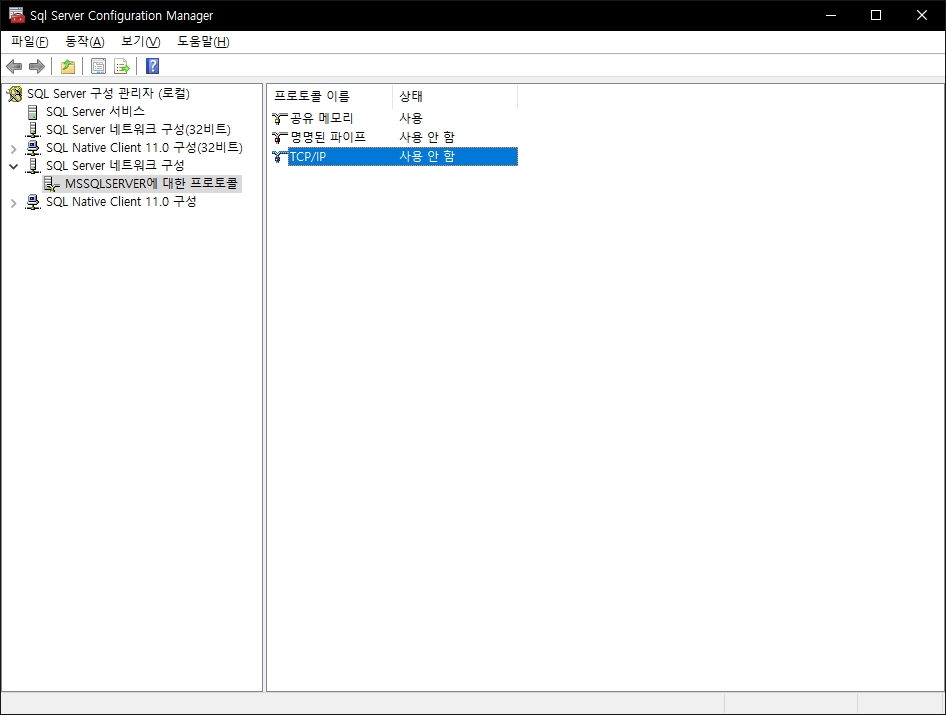 Sql Server Configuration Manager
파일(F) 동작(A) 보기(V) 도움말(H)
SQL Server 구성 관리자 (로컬)
SQL Server 서비스
SQL Server 네트워크 구성(32비트)
SQL Native Client 11.0 구성(32비트)
SQL Server 네트워크 구성
MSSQLSERVER에 대한 프로토콜
SQL Native Client 11.0 구성
프로토콜 이름 상태
공유 메모리 사용
명명된 파이프 사용 안 함
TCP/IP 사용 안 함